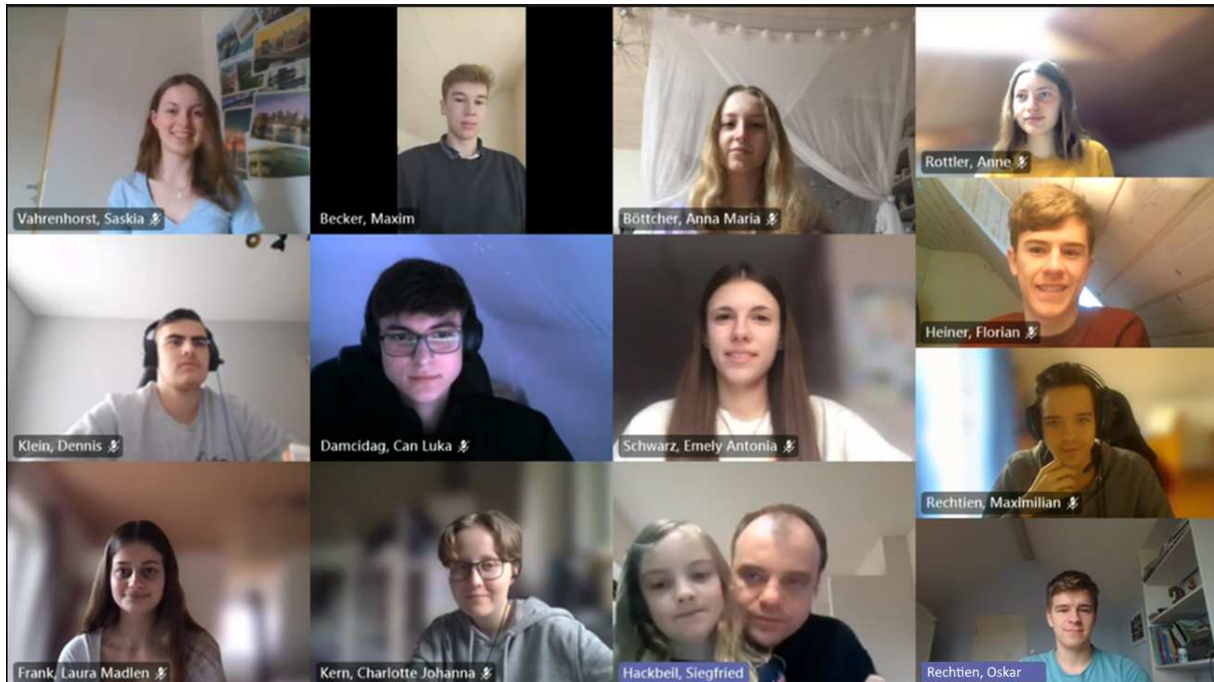 Vahrenhorst, Saskia
Becker, Maxim
Böttcher, Anna Maria
Rottler, Anne
Heiner, Florian
Klein, Dennis
Damcidag, Can Luka
Schwarz, Emely Antonia
Rechtien, Maximilian
Frank, Laura Madlen
Kern, Charlotte Johanna
Hackbeil, Siegfried
Rechtien, Oskar